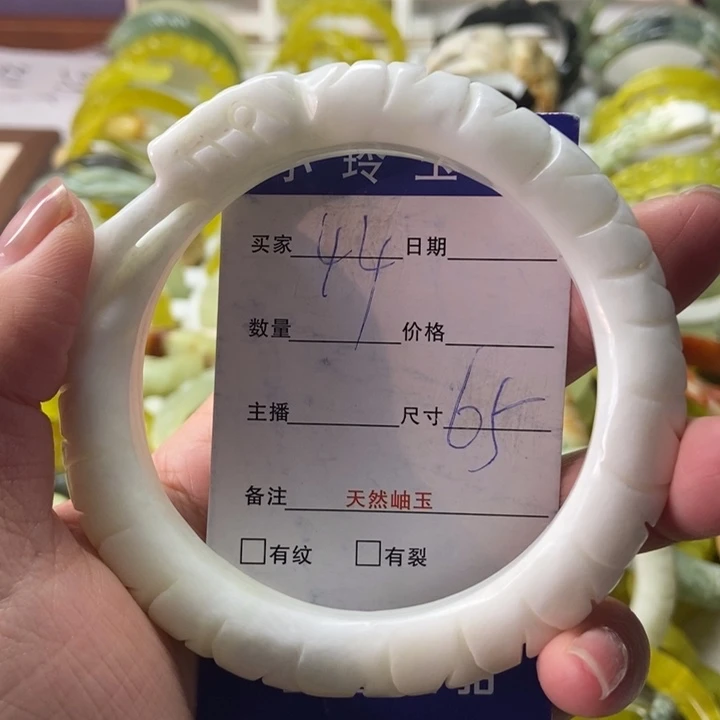 小玲玉
买家 44 日期
数量 价格
主播 尺寸 65
备注 天然岫玉
□有纹 □有裂